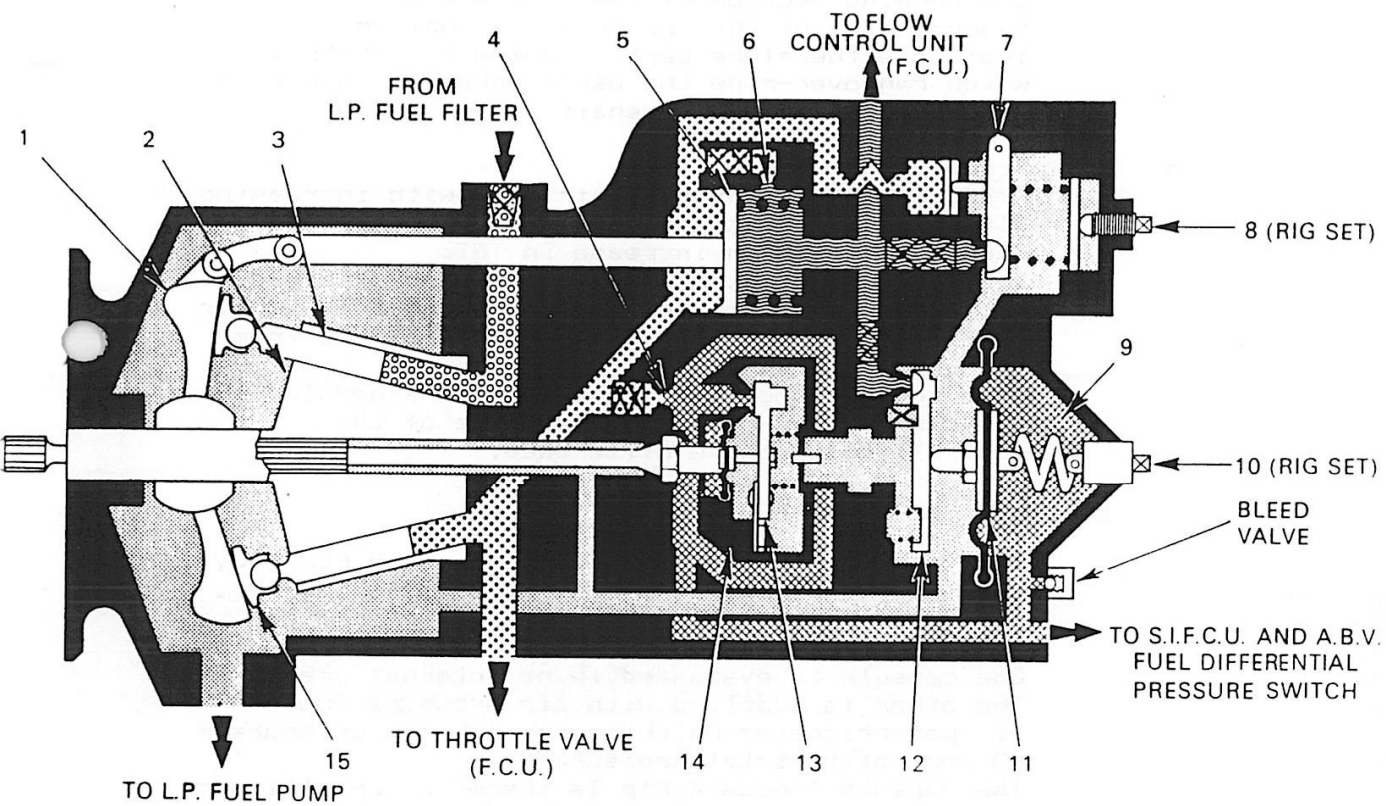 TO FLOW
CONTROL UNIT
(F.C.U.)
4
5
6
7
FROM
L.P. FUEL FILTER
1
2
3
8 (RIG SET)
9
10 (RIG SET)
BLEED
VALVE
TO S.I.F.C.U. AND A.B.V.
FUEL DIFFERENTIAL
PRESSURE SWITCH
TO THROTTLE VALVE
(F.C.U.)
14
13
12
11
15
TO L.P. FUEL PUMP